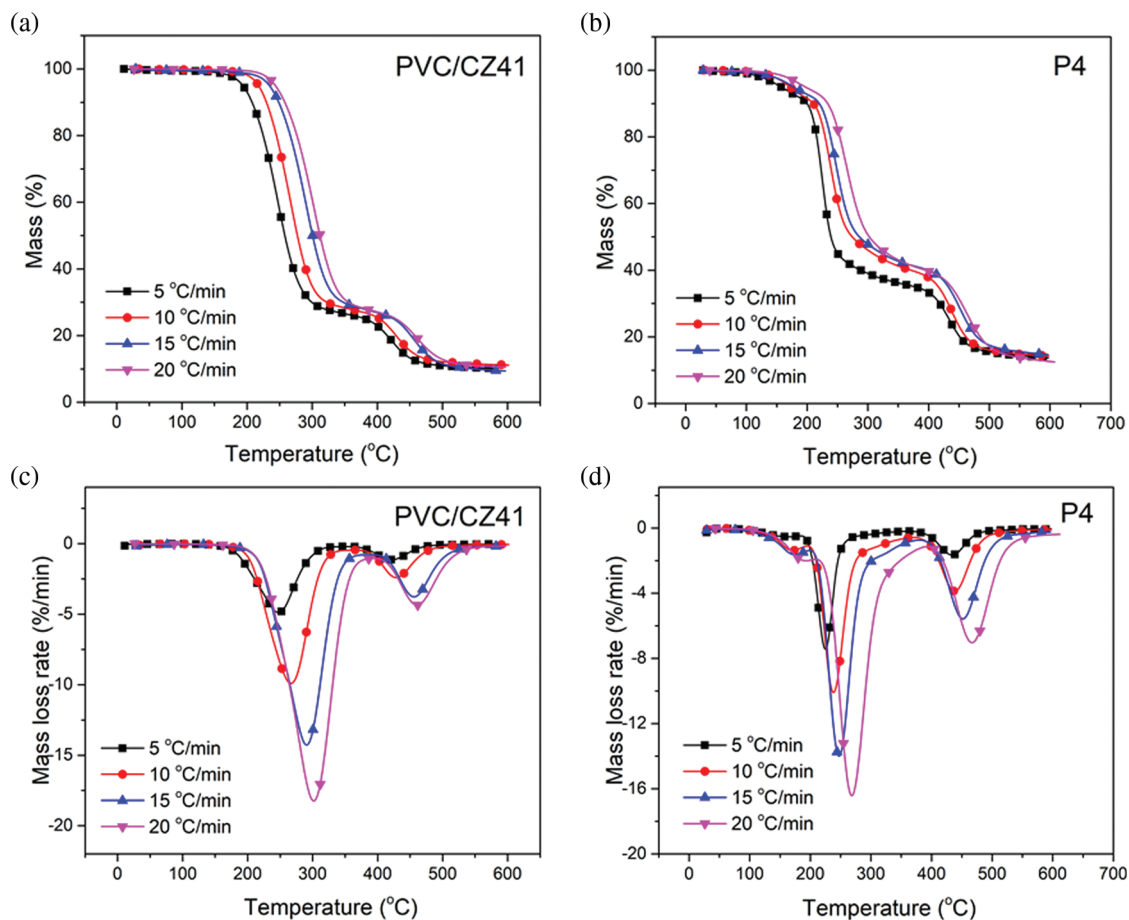 (a)
PVC/CZ41
Mass (%)
100
80
60
40
20
0
5 °C/min
10 °C/min
15 °C/min
20 °C/min
0 100 200 300 400 500 600
Temperature (°C)
(b)
P4
Mass (%)
100
80
60
40
20
0
5 °C/min
10 °C/min
15 °C/min
20 °C/min
0 100 200 300 400 500 600 700
Temperature (°C)
(c)
PVC/CZ41
Mass loss rate (%/min)
0
-5
-10
-15
-20
5 °C/min
10 °C/min
15 °C/min
20 °C/min
0 100 200 300 400 500 600
Temperature (°C)
(d)
P4
Mass loss rate (%/min)
0
-4
-8
-12
-16
-20
5 °C/min
10 °C/min
15 °C/min
20 °C/min
0 100 200 300 400 500 600 700
Temperature (°C)